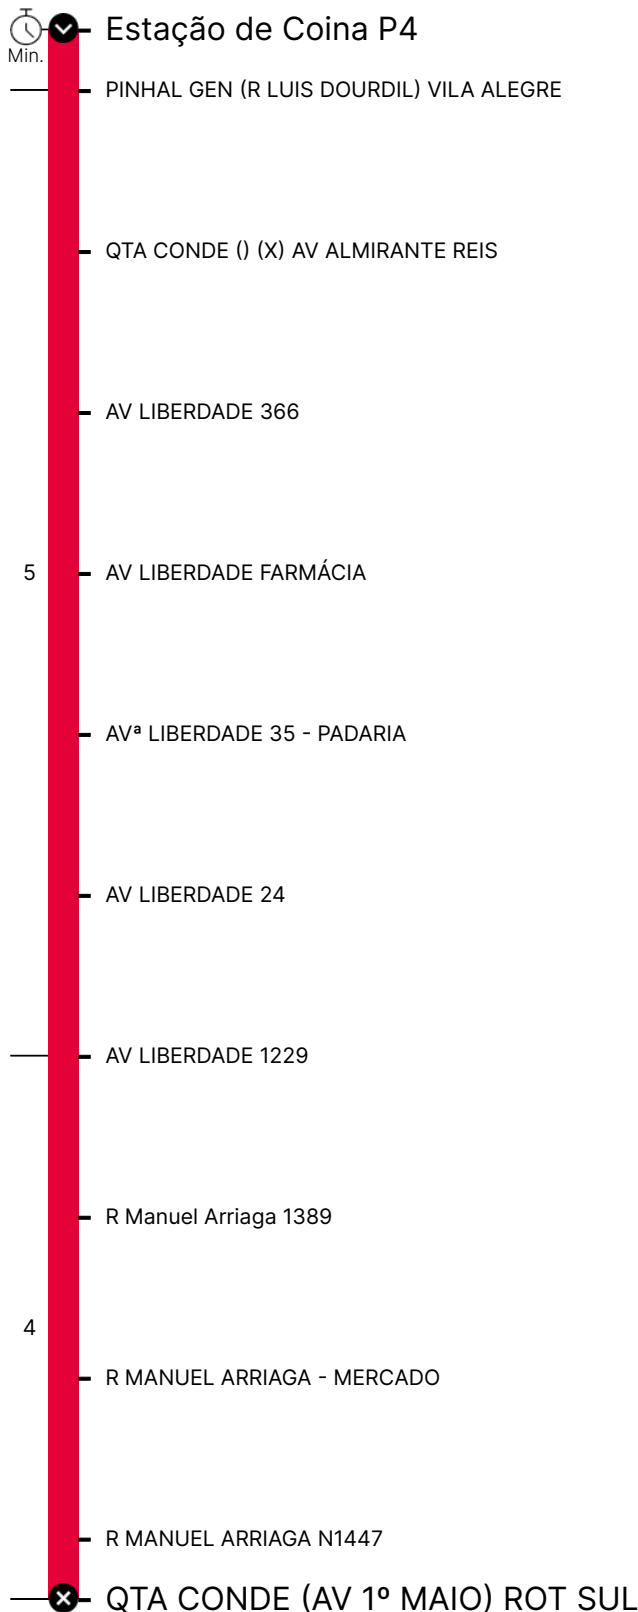 Estação de Coina P4
Min.
PINHAL GEN (R LUIS DOURDIL) VILA ALEGRE
QTA CONDE () (X) AV ALMIRANTE REIS
AV LIBERDADE 366
5
AV LIBERDADE FARMÁCIA
AVª LIBERDADE 35 - PADARIA
AV LIBERDADE 24
AV LIBERDADE 1229
R Manuel Arriaga 1389
4
R MANUEL ARRIAGA - MERCADO
R MANUEL ARRIAGA N1447
QTA CONDE (AV 1º MAIO) ROT SUL